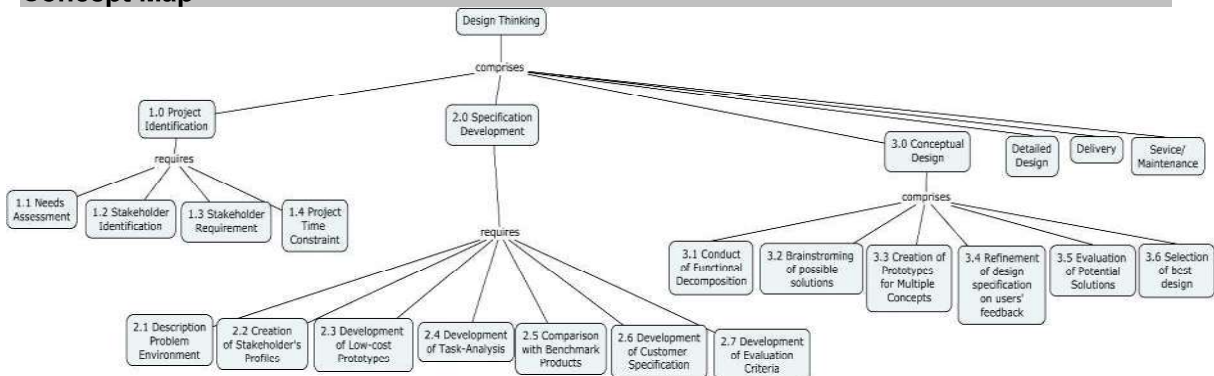 Concept Map
Design Thinking
comprises
1.0 Project
Identification
2.0 Specification
Development
3.0 Conceptual
Design
Detailed
Design
Delivery
Sevice/
Maintenance
requires
1.1 Needs
Assessment
1.2 Stakeholder
Identification
1.3 Stakeholder
Requirement
1.4 Project
Time
Constraint
requires
2.1 Description
Problem
Environment
2.2 Creation
of Stakeholder's
Profiles
2.3 Development
of Low-cost
Prototypes
2.4 Development
of Task-Analysis
2.5 Comparison
with Benchmark
Products
2.6 Development
of Customer
Specification
2.7 Development
of Evaluation
Criteria
comprises
3.1 Conduct
of Functional
Decomposition
3.2 Brainstroming
of possible
solutions
3.3 Creation of
Prototypes
for Multiple
Concepts
3.4 Refinement
of design
specification
on users'
feedback
3.5 Evaluation
of Potential
Solutions
3.6 Selection
of best
design